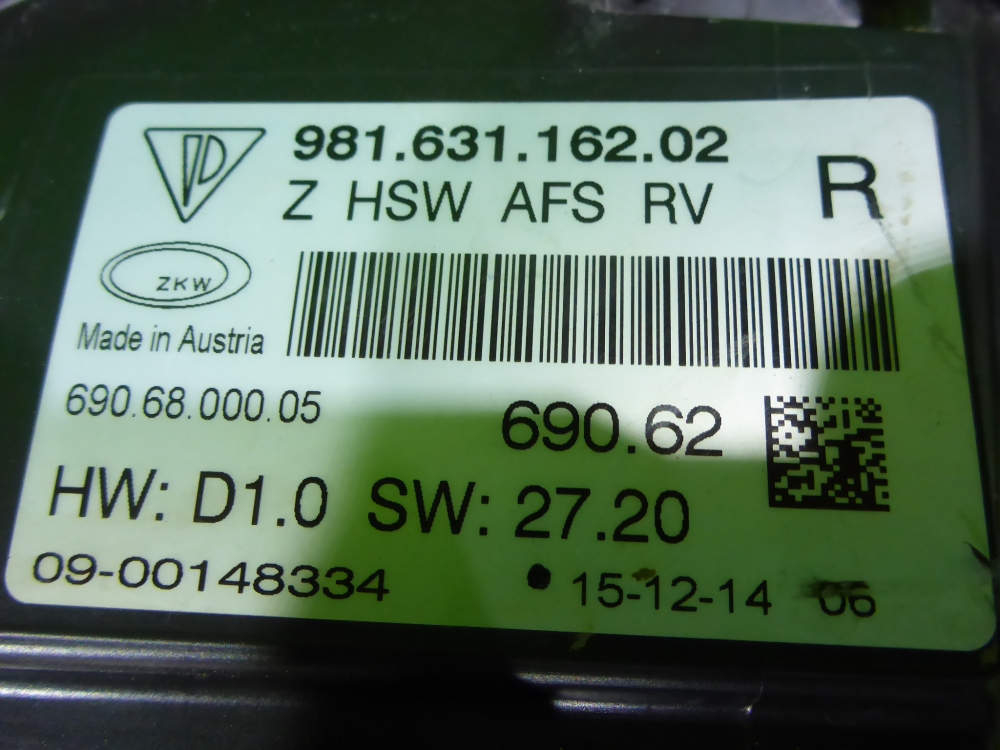 981.631.162.02
Z HSW AFS RV R
ZKW
Made in Austria
690.68.000.05
690.62
HW: D1.0 SW: 27.20
09-00148334
15-12-14 06